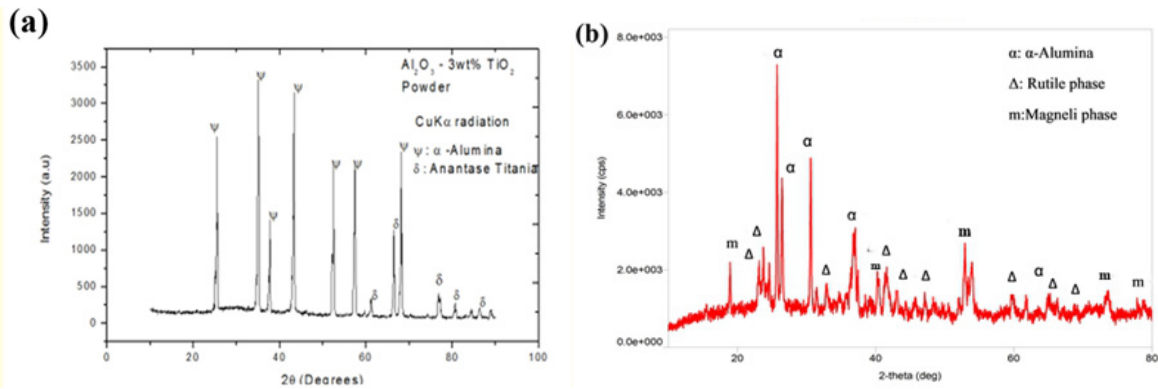 (a)
Al₂O₃ - 3wt% TiO₂
Powder
CuKα radiation
Ψ : α -Alumina
δ : Anantase Titania
Ψ
Ψ
Ψ
Ψ
Ψ
Ψ
Ψ
δ
δ
δ
δ
δ
3500
3000
2500
2000
1500
1000
500
0
Intensity (a.u)
0
20
40
60
80
100
2θ (Degrees)
(b)
8.0e+003
6.0e+003
4.0e+003
2.0e+003
0.0e+000
Intensity (cps)
α: α-Alumina
Δ: Rutile phase
m:Magneli phase
α
α
α
α
m
Δ
Δ
Δ
m
Δ
Δ
Δ
m
Δ
α
Δ
Δ
m
m
20
40
60
80
2-theta (deg)